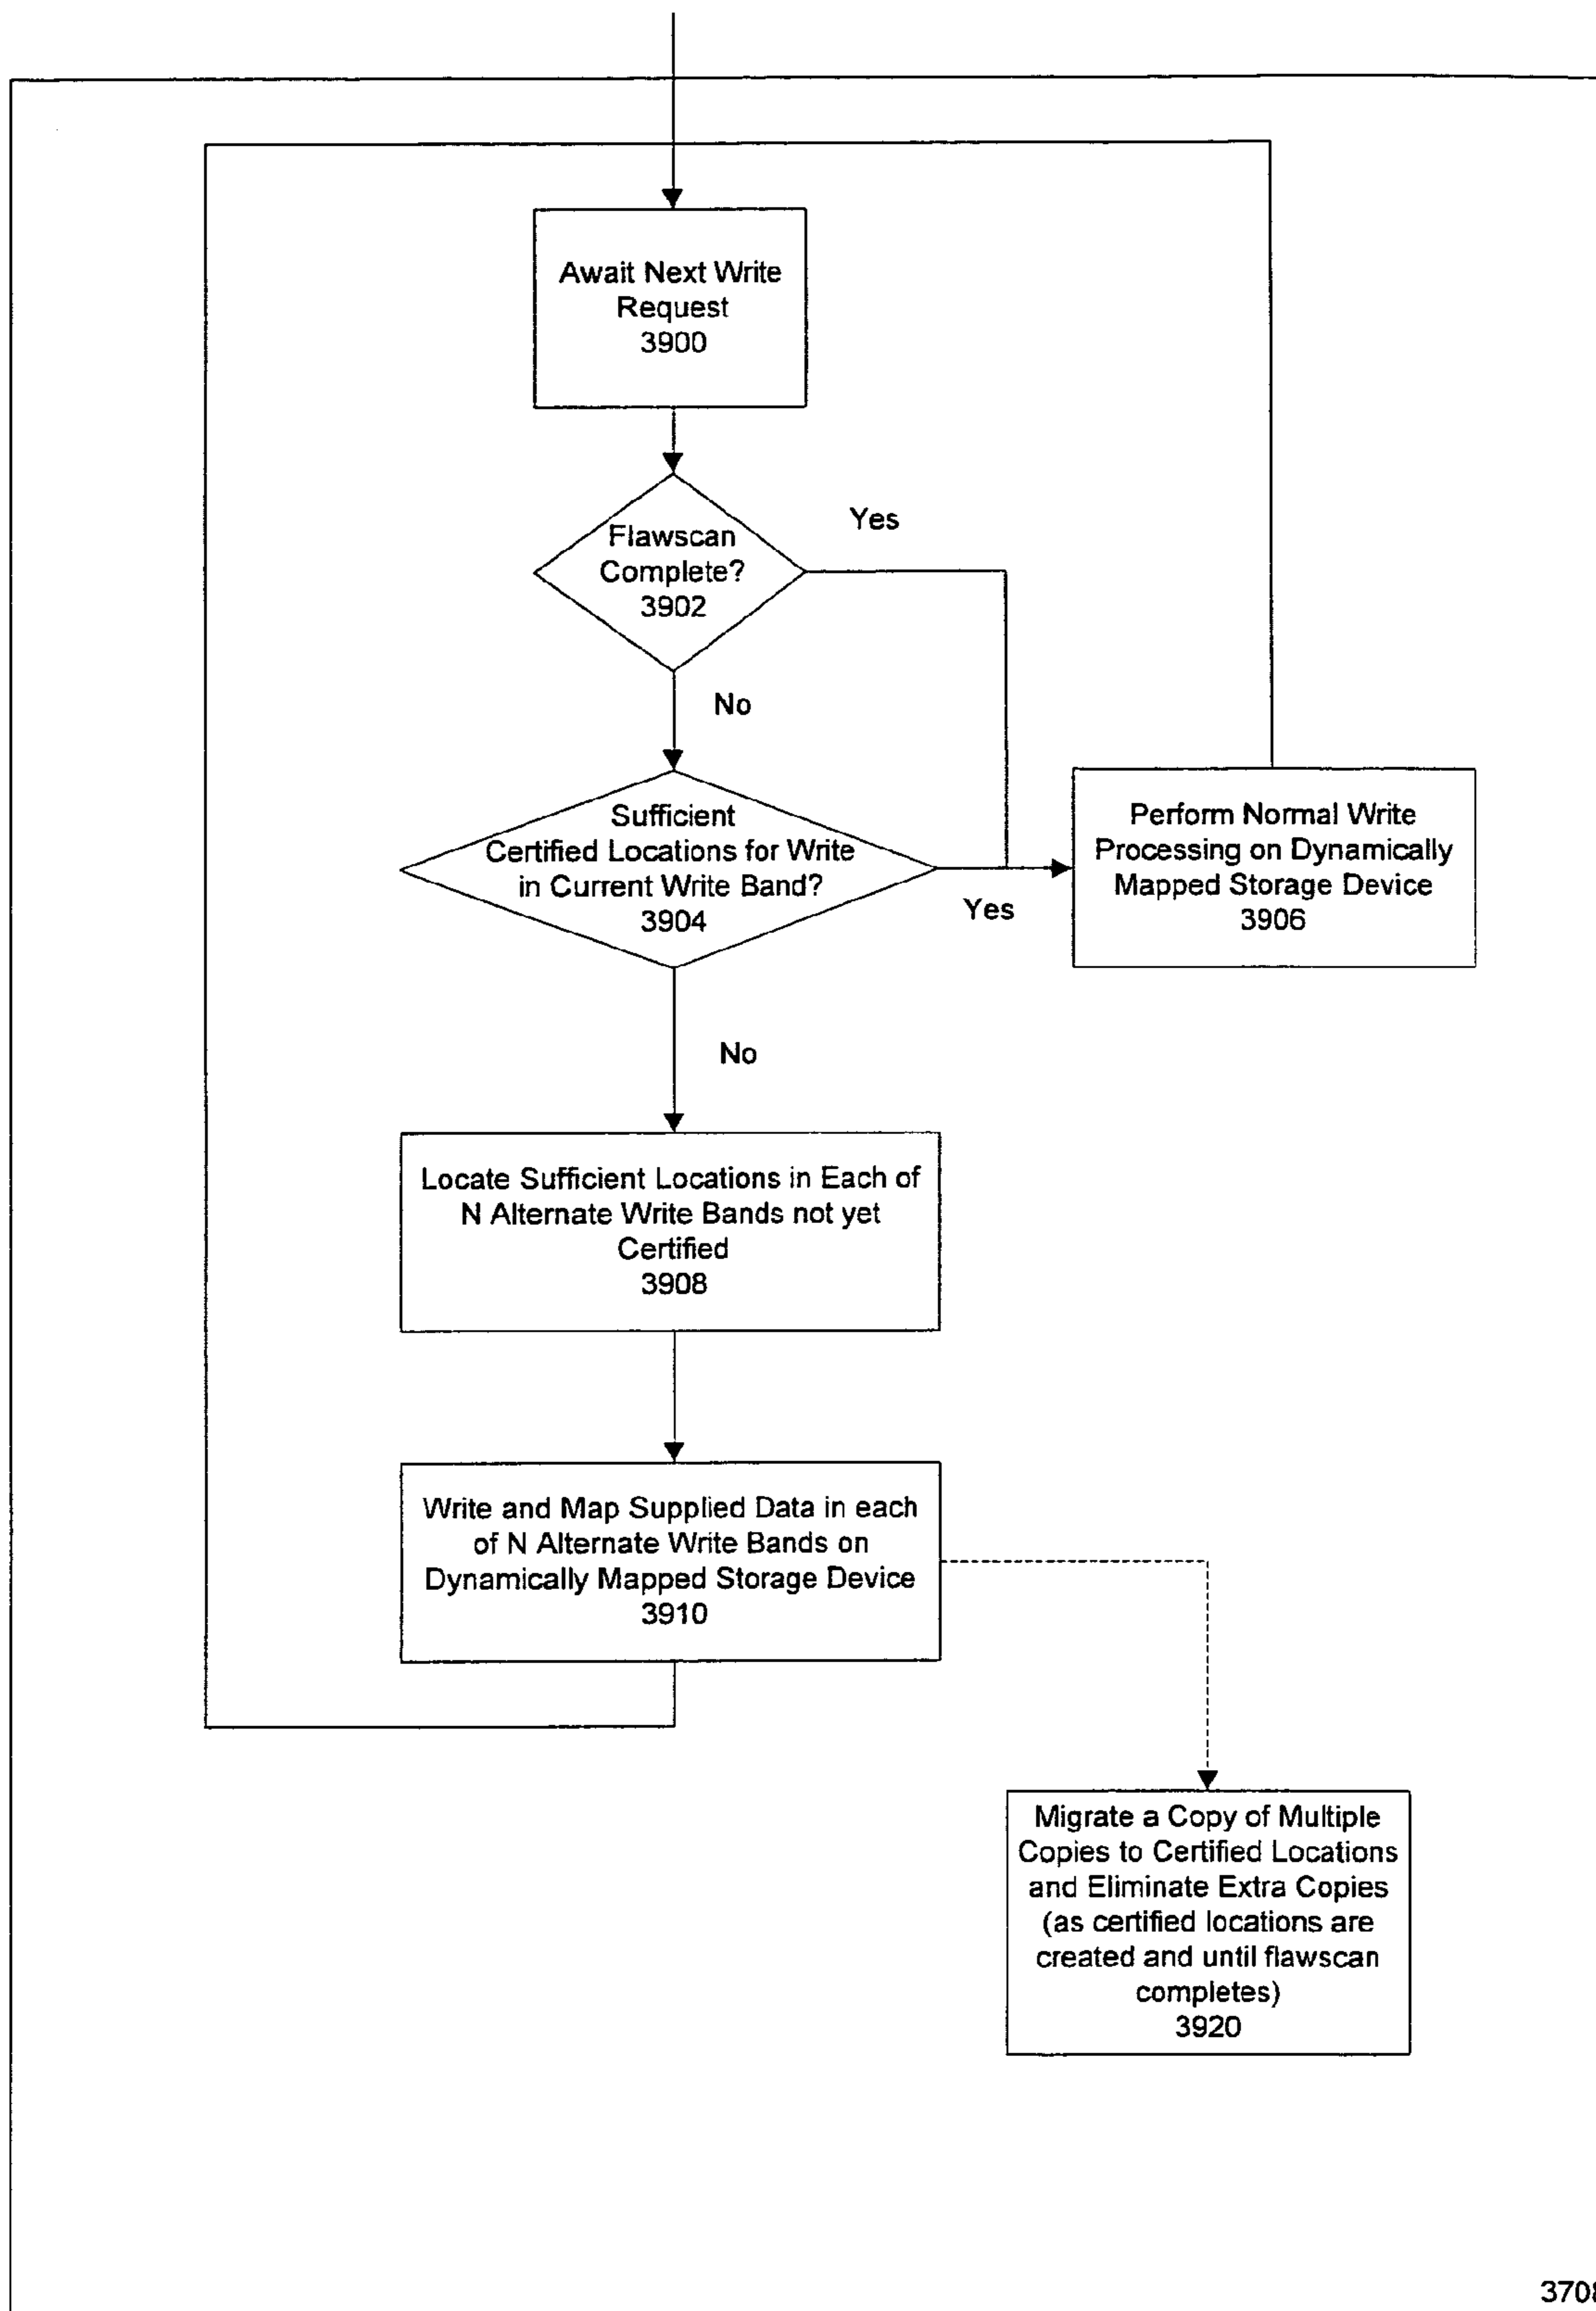 Await Next Write
Request
3900
Yes
Flawscan
Complete?
3902
No
Sufficient
Certified Locations for Write
in Current Write Band?
3904
Yes
Perform Normal Write
Processing on Dynamically
Mapped Storage Device
3906
No
Locate Sufficient Locations in Each of
N Alternate Write Bands not yet
Certified
3908
Write and Map Supplied Data in each
of N Alternate Write Bands on
Dynamically Mapped Storage Device
3910
Migrate a Copy of Multiple
Copies to Certified Locations
and Eliminate Extra Copies
(as certified locations are
created and until flawscan
completes)
3920
3708